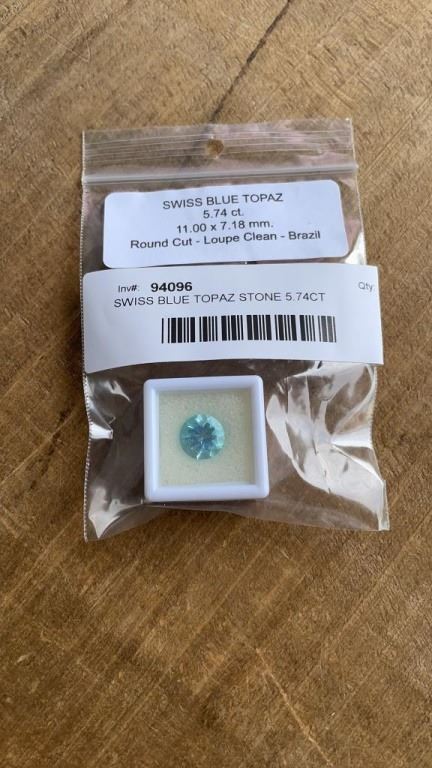 SWISS BLUE TOPAZ
5.74 ct.
11.00 x 7.18 mm.
Round Cut - Loupe Clean - Brazil
Inv#: 94096 Qty:
SWISS BLUE TOPAZ STONE 5.74CT